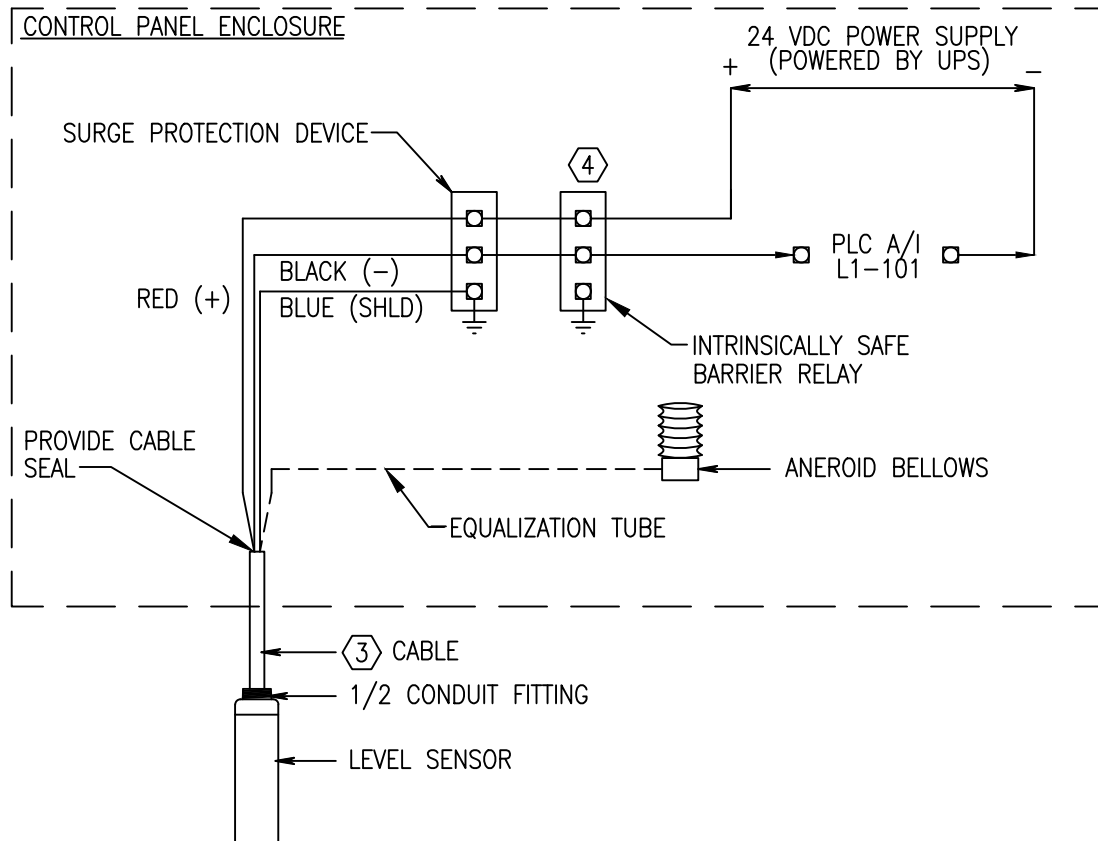 CONTROL PANEL ENCLOSURE
24 VDC POWER SUPPLY
(POWERED BY UPS)
+
−
SURGE PROTECTION DEVICE
4
PLC A/I
L1-101
BLACK (-)
RED (+)
BLUE (SHLD)
INTRINSICALLY SAFE
BARRIER RELAY
PROVIDE CABLE
SEAL
ANEROID BELLOWS
EQUALIZATION TUBE
3 CABLE
1/2 CONDUIT FITTING
LEVEL SENSOR